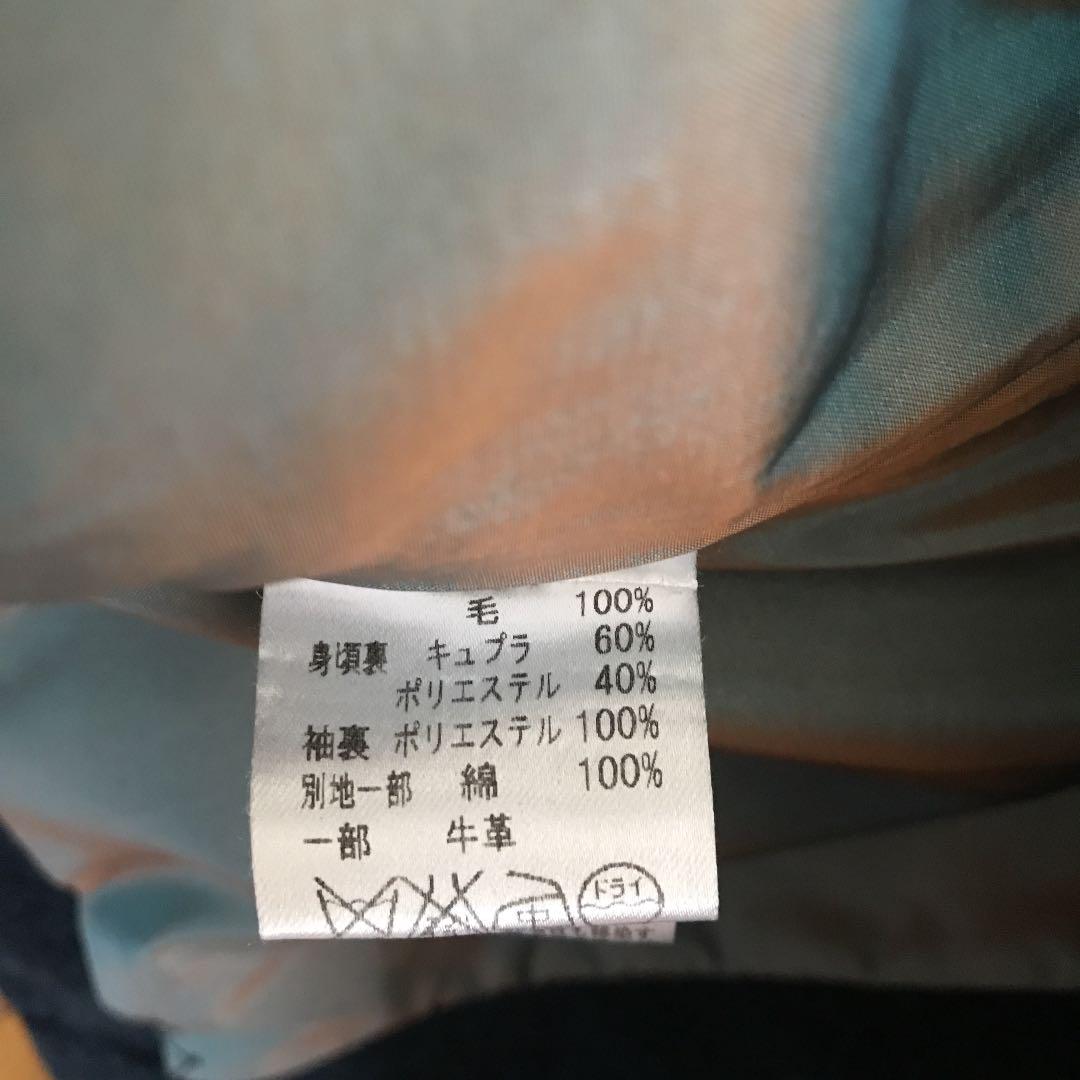 毛 100%
身頃裏 キュプラ 60%
ポリエステル 40%
袖裏 ポリエステル 100%
別地一部 綿 100%
一部 牛革
中 ドライ